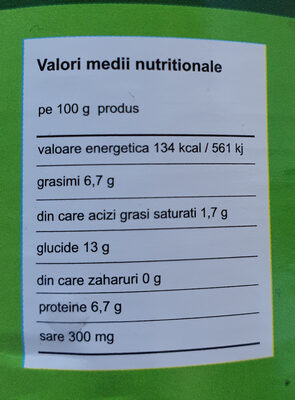 Valori medii nutritionale
pe 100 g produs
valoare energetica 134 kcal / 561 kj
grasimi 6,7 g
din care acizi grasi saturati 1,7 g
glucide 13 g
din care zaharuri 0 g
proteine 6,7 g
sare 300 mg